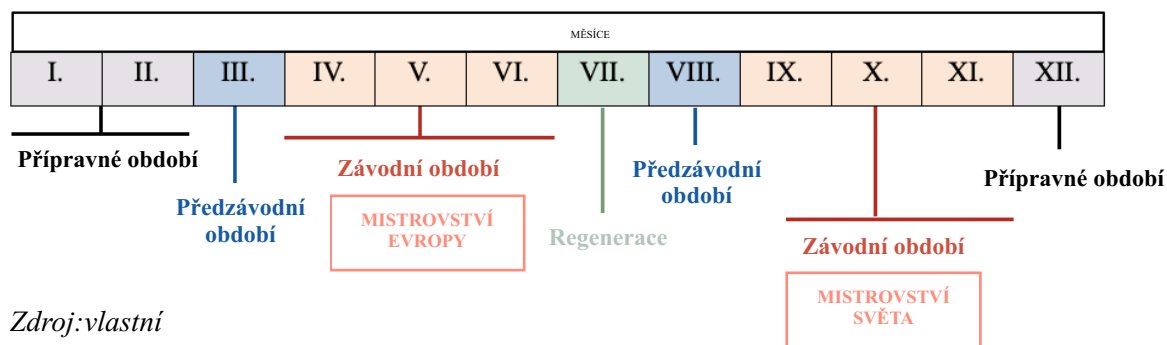 MĚSÍCE
I. II. III. IV. V. VI. VII. VIII. IX. X. XI. XII.
Přípravné období
Předzávodní
období
Závodní období
MISTROVSTVÍ
EVROPY
Regenerace
Předzávodní
období
Závodní období
MISTROVSTVÍ
SVĚTA
Přípravné období
Zdroj:vlastní